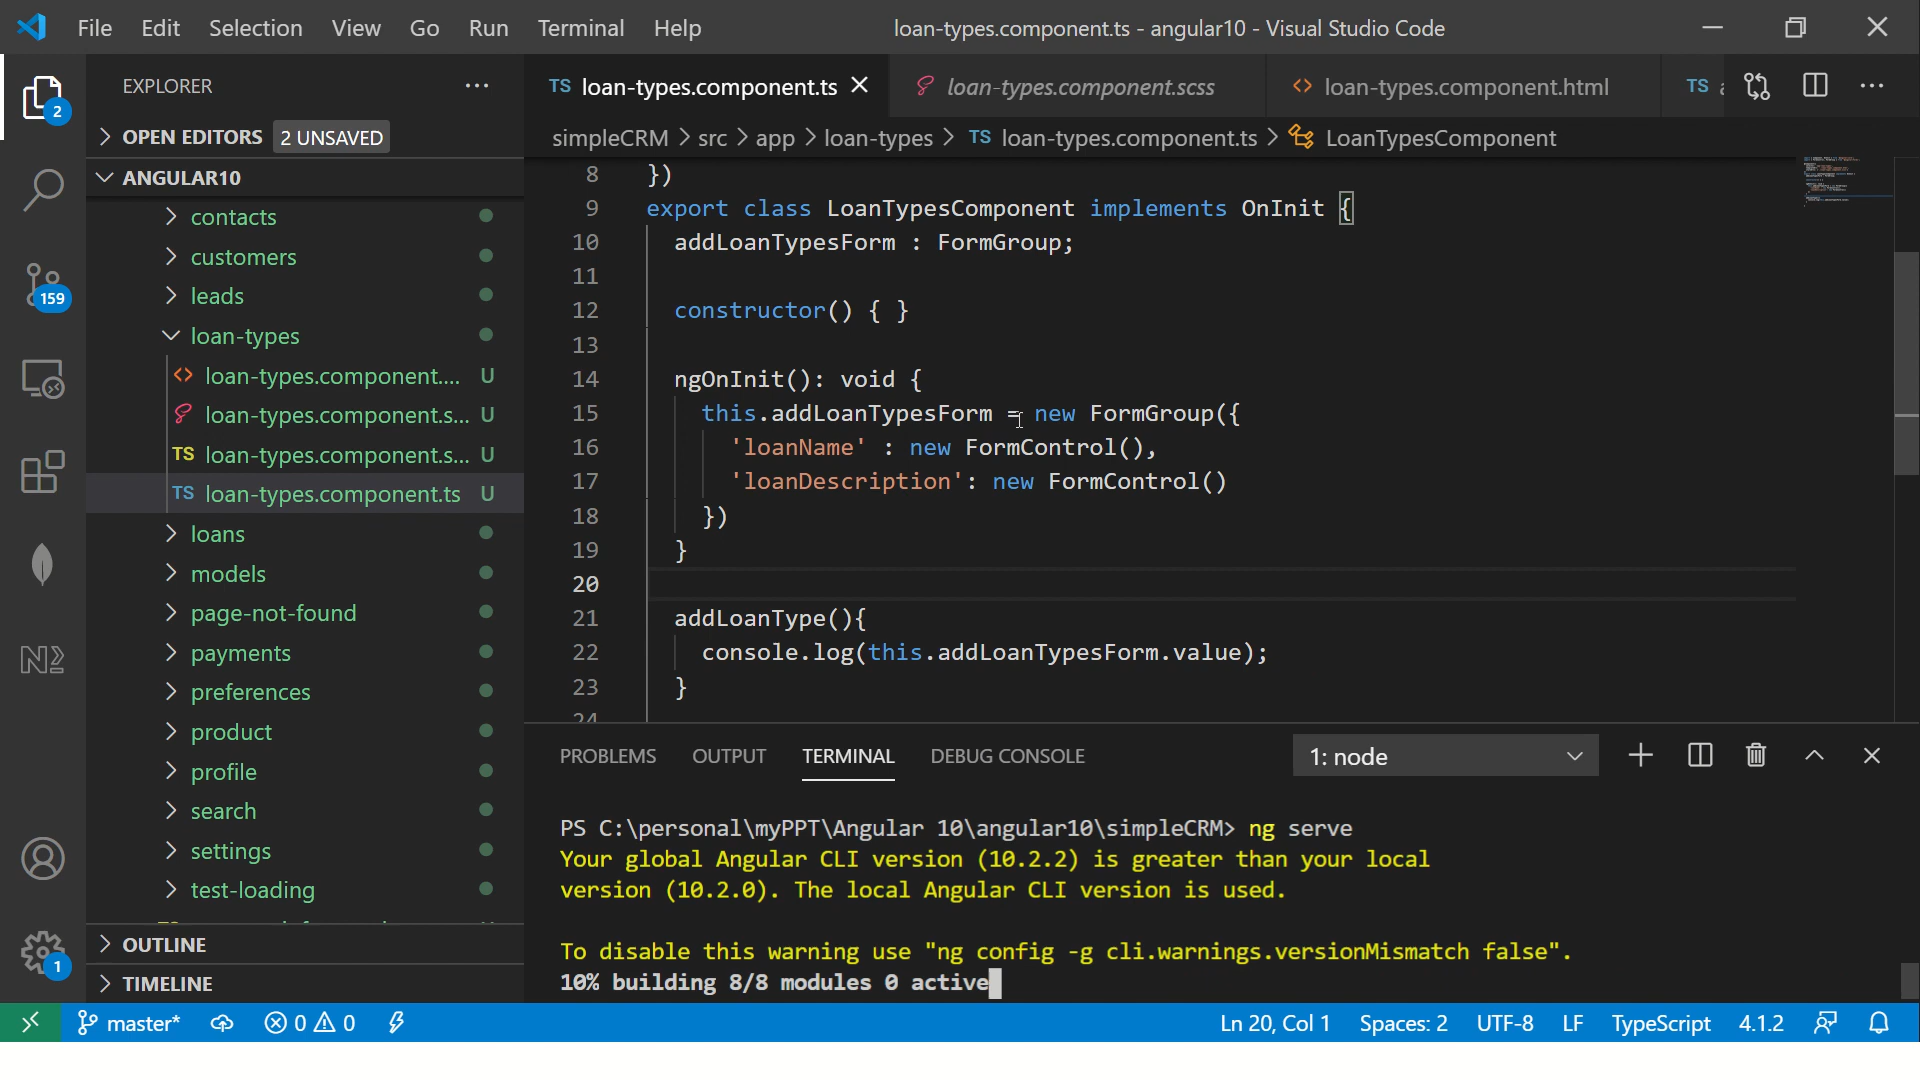 File Edit Selection View Go Run Terminal Help loan-types.component.ts - angular10 - Visual Studio Code
EXPLORER
2
OPEN EDITORS 2 UNSAVED
ANGULAR10
contacts
customers
leads
159
loan-types
loan-types.component.... U
loan-types.component.s... U
loan-types.component.s... U
TS loan-types.component.ts U
loans
models
page-not-found
payments
preferences
product
profile
search
settings
test-loading
OUTLINE
TIMELINE
1
TS loan-types.component.ts loan-types.component.scss loan-types.component.html TS
simpleCRM > src > app > loan-types > TS loan-types.component.ts > LoanTypesComponent
8 })
9 export class LoanTypesComponent implements OnInit {
10 addLoanTypesForm : FormGroup;
11
12 constructor() { }
13
14 ngOnInit(): void {
15 this.addLoanTypesForm = new FormGroup({
16 'loanName' : new FormControl(),
17 'loanDescription': new FormControl()
18 })
19 }
20
21 addLoanType(){
22 console.log(this.addLoanTypesForm.value);
23 }
24
PROBLEMS OUTPUT TERMINAL DEBUG CONSOLE 1: node
PS C:\personal\myPPT\Angular 10\angular10\simpleCRM> ng serve
Your global Angular CLI version (10.2.2) is greater than your local
version (10.2.0). The local Angular CLI version is used.
To disable this warning use "ng config -g cli.warnings.versionMismatch false".
10% building 8/8 modules 0 active
master* 0 0 Ln 20, Col 1 Spaces: 2 UTF-8 LF TypeScript 4.1.2